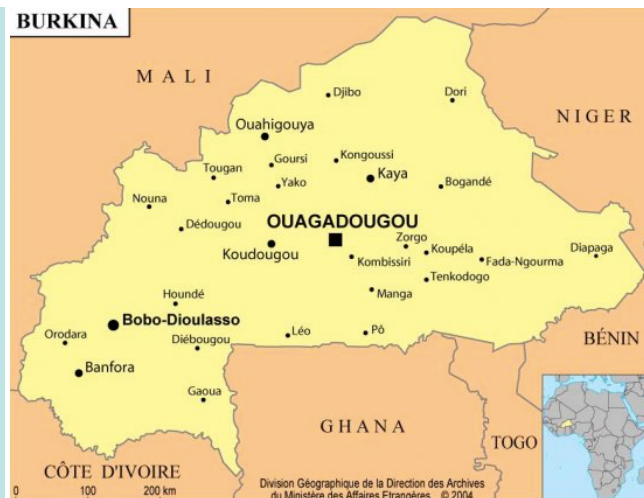 BURKINA
MALI
Djibo
Dori
NIGER
Ouahigouya
Goursi
Kongoussi
Tougan
Yako
Kaya
Bogandé
Nouna
Toma
Dédougou
OUAGADOUGOU
Koudougou
Zorgo
Koupéla
Diapaga
Kombissiri
Fada-Ngourma
Tenkodogo
Manga
Houndé
Bobo-Dioulasso
Orodara
Diébougou
Léo
Pô
BÉNIN
Banfora
Gaoua
GHANA
TOGO
CÔTE D'IVOIRE
0 100 200 km
Division Géographique de la Direction des Archives
du Ministère des Affaires Etrangères © 2004